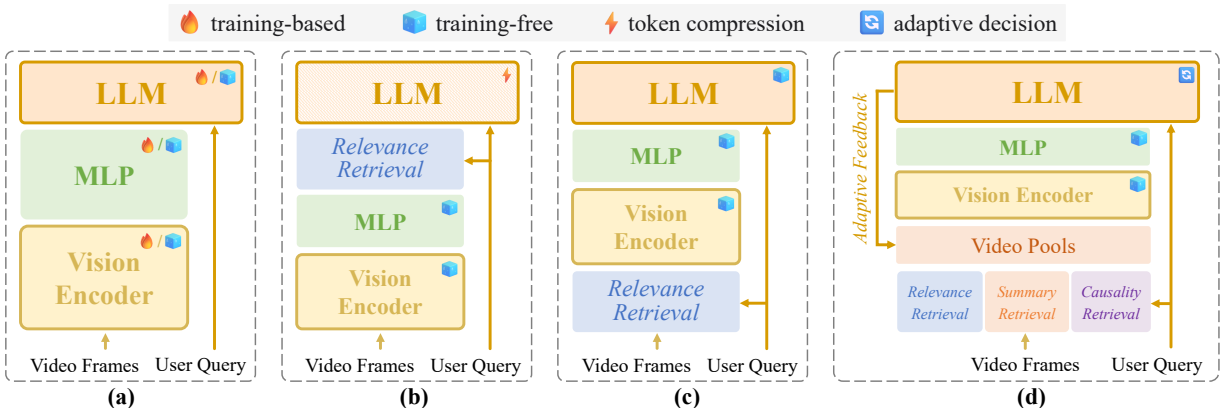 training-based
training-free
token compression
adaptive decision
LLM
/
MLP
/
Vision
Encoder
/
Video Frames
User Query
(a)
LLM
Relevance
Retrieval
MLP
Vision
Encoder
Video Frames
User Query
(b)
LLM
MLP
Vision
Encoder
Relevance
Retrieval
Video Frames
User Query
(c)
LLM
Adaptive Feedback
MLP
Vision Encoder
Video Pools
Relevance
Retrieval
Summary
Retrieval
Causality
Retrieval
Video Frames
User Query
(d)